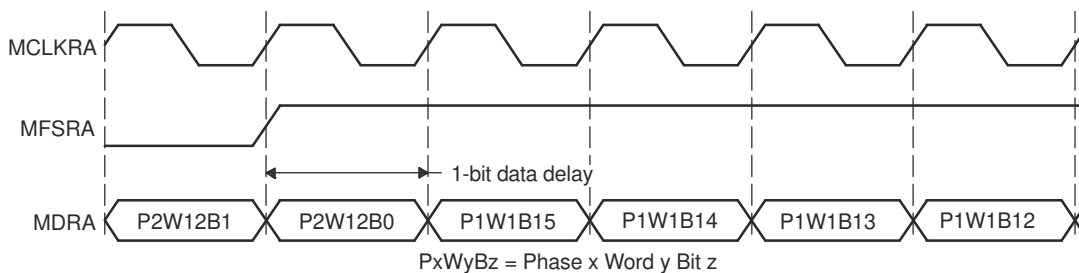 MCLKRA
MFSRA
1-bit data delay
MDRA P2W12B1 P2W12B0 P1W1B15 P1W1B14 P1W1B13 P1W1B12
PxWyBz = Phase x Word y Bit z